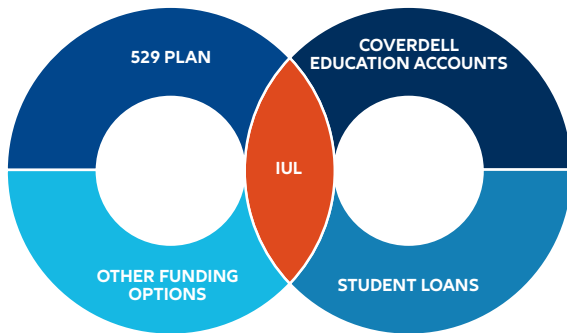 529 PLAN
COVERDELL
EDUCATION ACCOUNTS
IUL
OTHER FUNDING
OPTIONS
STUDENT LOANS